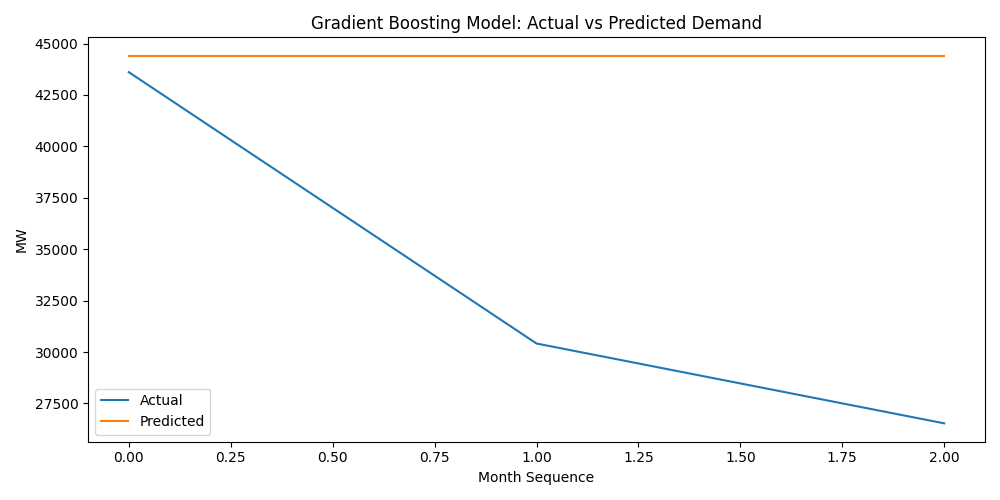 Gradient Boosting Model: Actual vs Predicted Demand
45000
42500
40000
37500
35000
32500
30000
27500
MW
Actual
Predicted
0.00 0.25 0.50 0.75 1.00 1.25 1.50 1.75 2.00
Month Sequence